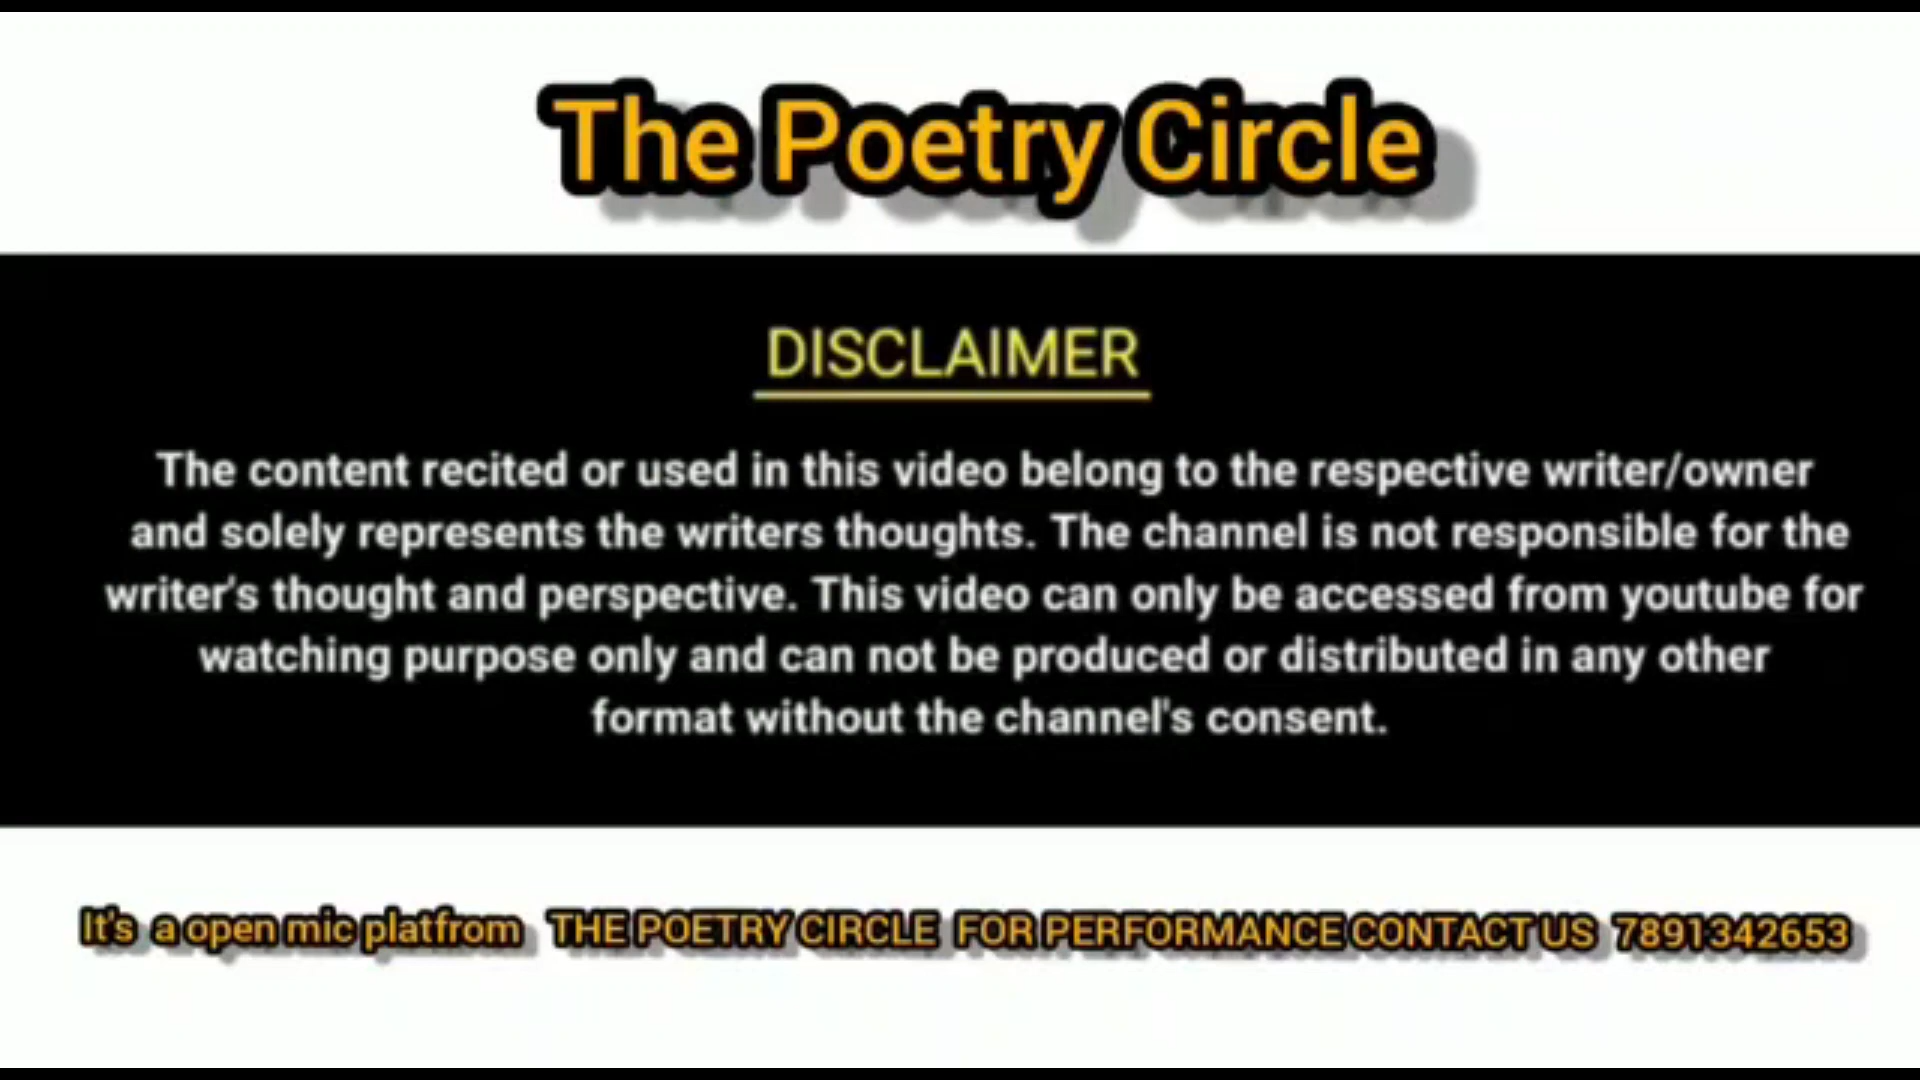 The Poetry Circle
DISCLAIMER
The content recited or used in this video belong to the respective writer/owner
and solely represents the writers thoughts. The channel is not responsible for the
writer's thought and perspective. This video can only be accessed from youtube for
watching purpose only and can not be produced or distributed in any other
format without the channel's consent.
It's a open mic platfrom THE POETRY CIRCLE FOR PERFORMANCE CONTACT US 7891342653